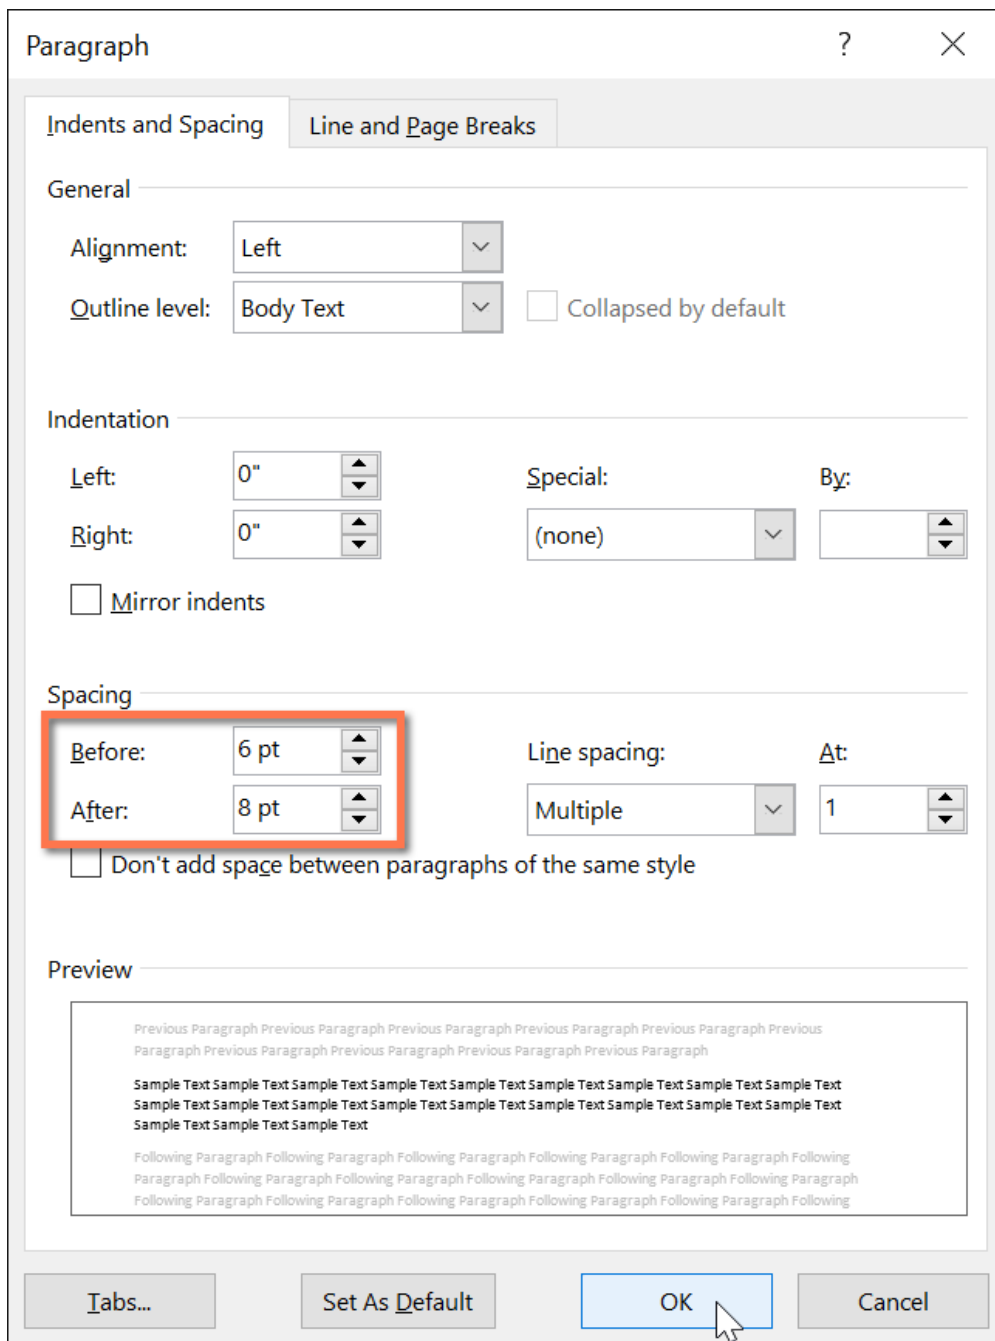 Paragraph ?
Indents and Spacing Line and Page Breaks
General
Alignment: Left
Outline level: Body Text Collapsed by default
Indentation
Left: 0" Special: By:
Right: 0" (none)
Mirror indents
Spacing
Before: 6 pt Line spacing: At:
After: 8 pt Multiple 1
Don't add space between paragraphs of the same style
Preview
Previous Paragraph Previous Paragraph Previous Paragraph Previous Paragraph Previous Paragraph Previous
Paragraph Previous Paragraph Previous Paragraph Previous Paragraph Previous Paragraph
Sample Text Sample Text Sample Text Sample Text Sample Text Sample Text Sample Text Sample Text Sample Text
Sample Text Sample Text Sample Text Sample Text Sample Text Sample Text Sample Text Sample Text Sample Text
Sample Text Sample Text Sample Text
Following Paragraph Following Paragraph Following Paragraph Following Paragraph Following Paragraph Following
Paragraph Following Paragraph Following Paragraph Following Paragraph Following Paragraph Following Paragraph
Following Paragraph Following Paragraph Following Paragraph Following Paragraph Following Paragraph Following
Tabs... Set As Default OK Cancel